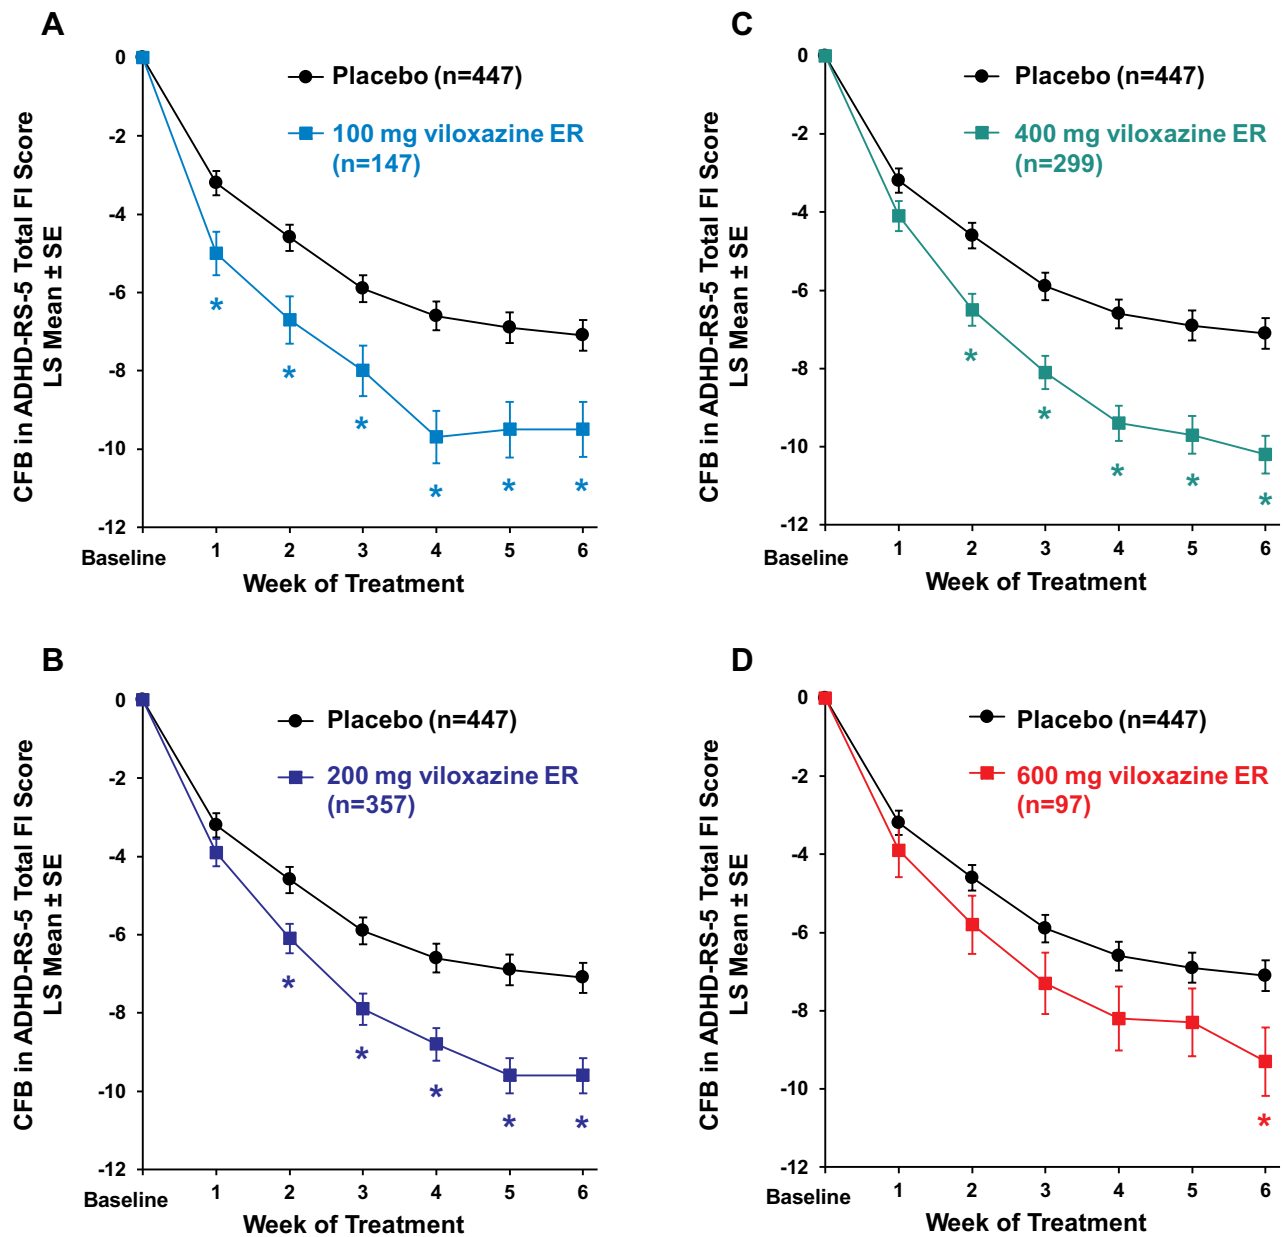 A
CFB in ADHD-RS-5 Total FI Score
LS Mean ± SE
0
-2
-4
-6
-8
-10
-12
Placebo (n=447)
100 mg viloxazine ER
(n=147)
*
*
*
*
*
*
Baseline
1
2
3
4
5
6
Week of Treatment
C
CFB in ADHD-RS-5 Total FI Score
LS Mean ± SE
0
-2
-4
-6
-8
-10
-12
Placebo (n=447)
400 mg viloxazine ER
(n=299)
*
*
*
*
*
Baseline
1
2
3
4
5
6
Week of Treatment
B
CFB in ADHD-RS-5 Total FI Score
LS Mean ± SE
0
-2
-4
-6
-8
-10
-12
Placebo (n=447)
200 mg viloxazine ER
(n=357)
*
*
*
*
*
Baseline
1
2
3
4
5
6
Week of Treatment
D
CFB in ADHD-RS-5 Total FI Score
LS Mean ± SE
0
-2
-4
-6
-8
-10
-12
Placebo (n=447)
600 mg viloxazine ER
(n=97)
*
Baseline
1
2
3
4
5
6
Week of Treatment